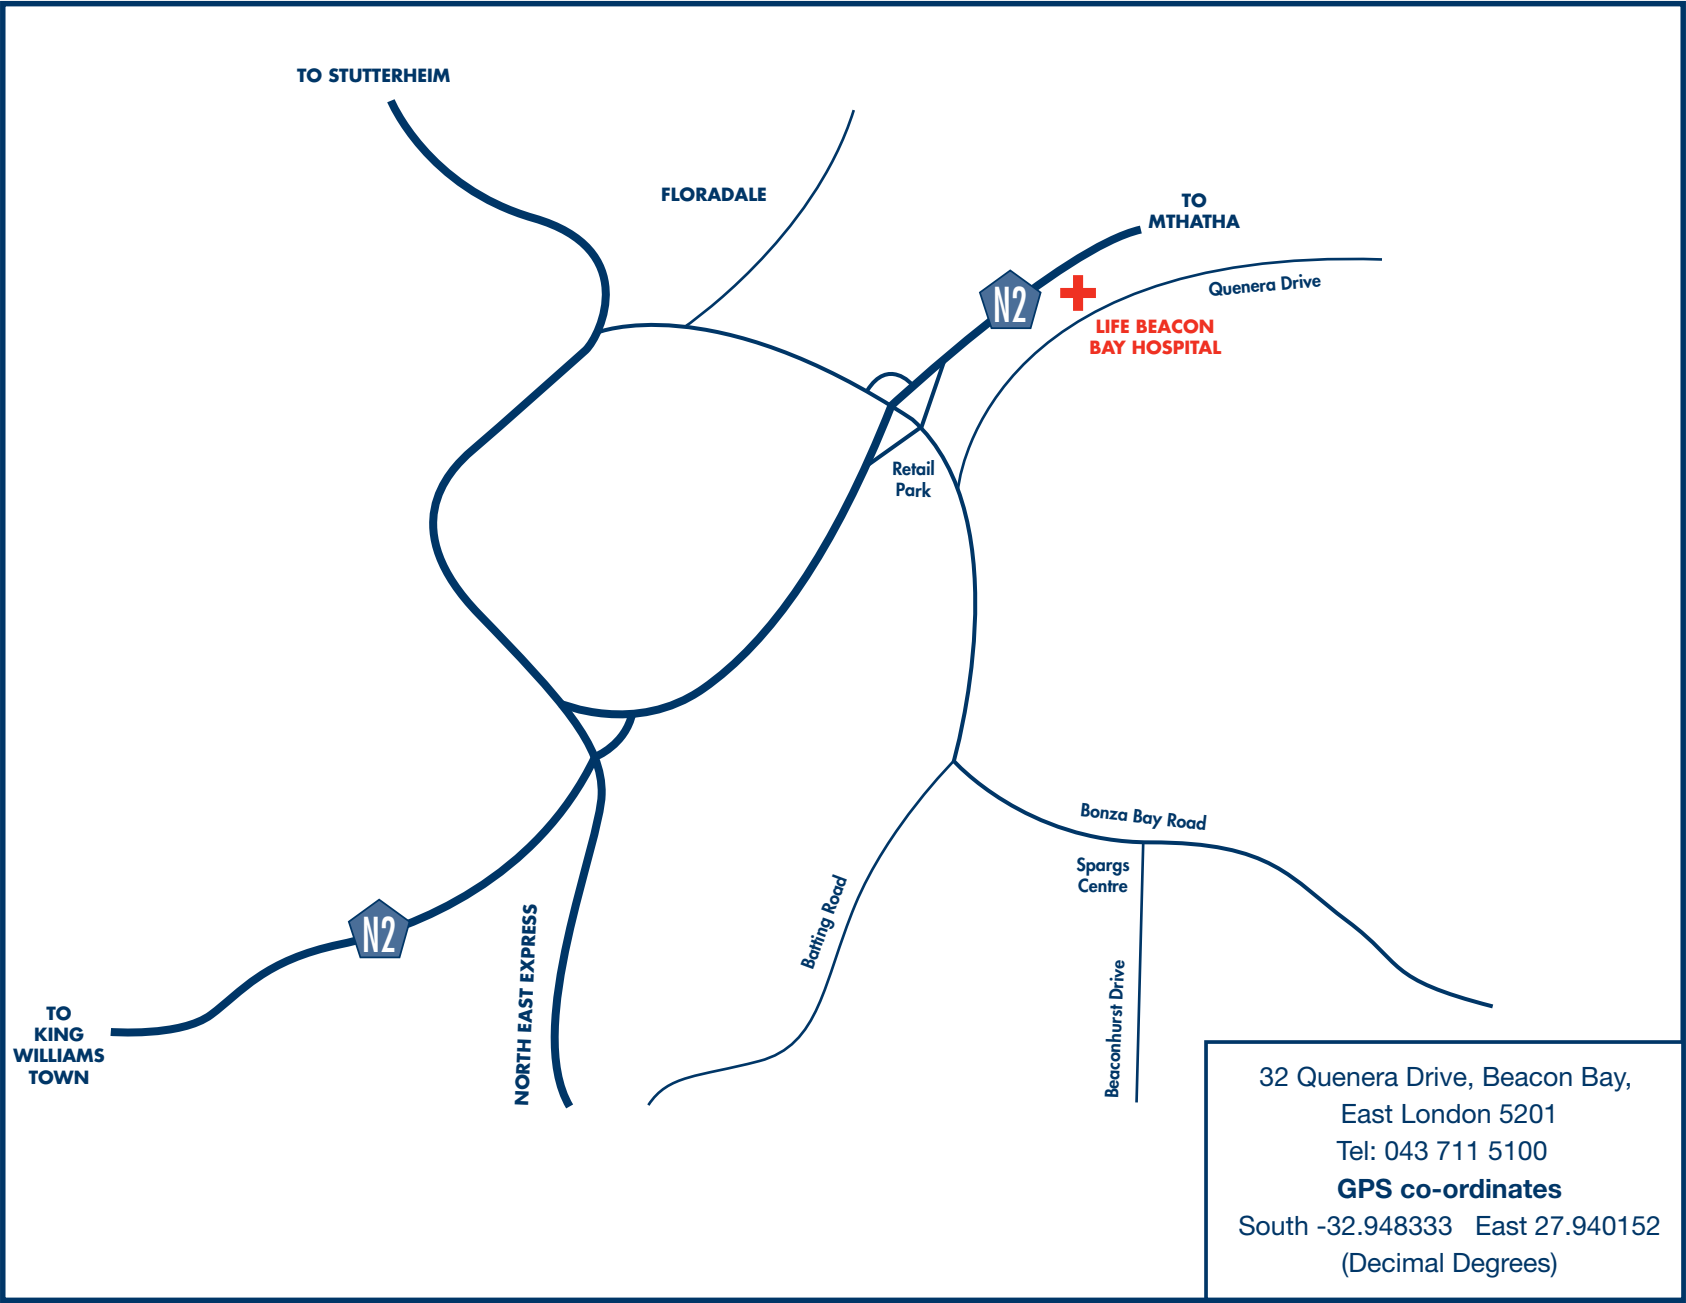 TO STUTTERHEIM
FLORADALE
TO
MTHATHA
N2
Quenera Drive
LIFE BEACON
BAY HOSPITAL
Retail
Park
Bonza Bay Road
Spargs
Centre
Batting Road
N2
NORTH EAST EXPRESS
Beaconhurst Drive
TO
KING
WILLIAMS
TOWN
32 Quenera Drive, Beacon Bay,
East London 5201
Tel: 043 711 5100
GPS co-ordinates
South -32.948333 East 27.940152
(Decimal Degrees)